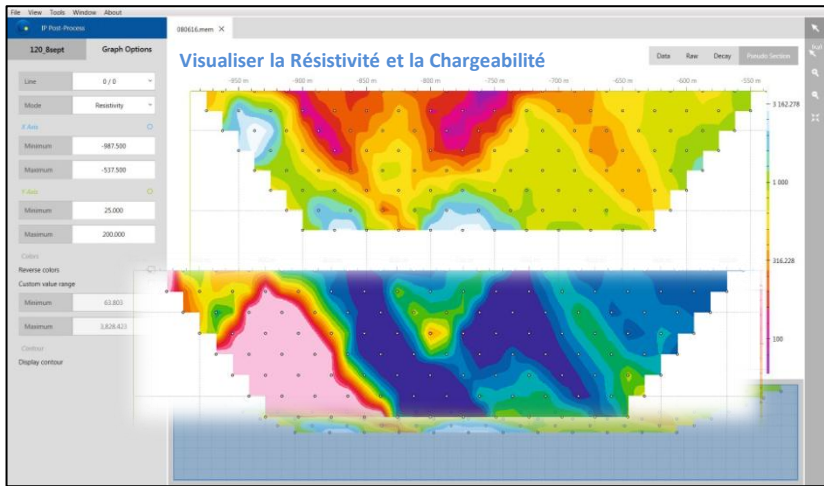 File View Tools Window About
IP Post-Process
080616.mem
120_Bsept Graph Options
Visualiser la Résistivité et la Chargeabilité
Data Raw Decay Pseudo Section
Line 0 / 0
-950 m -900 m -850 m -800 m -750 m -700 m -650 m -600 m -550 m
Mode Resistivity
3 162.278
X Axis
Minimum -987.500
Maximum -537.500
1 000
Y Axis
Minimum 25.000
Maximum 200.000
316.228
Colors
Reverse colors
Custom value range
Minimum 63.803
Maximum 3,828.423
100
Contour
Display contour